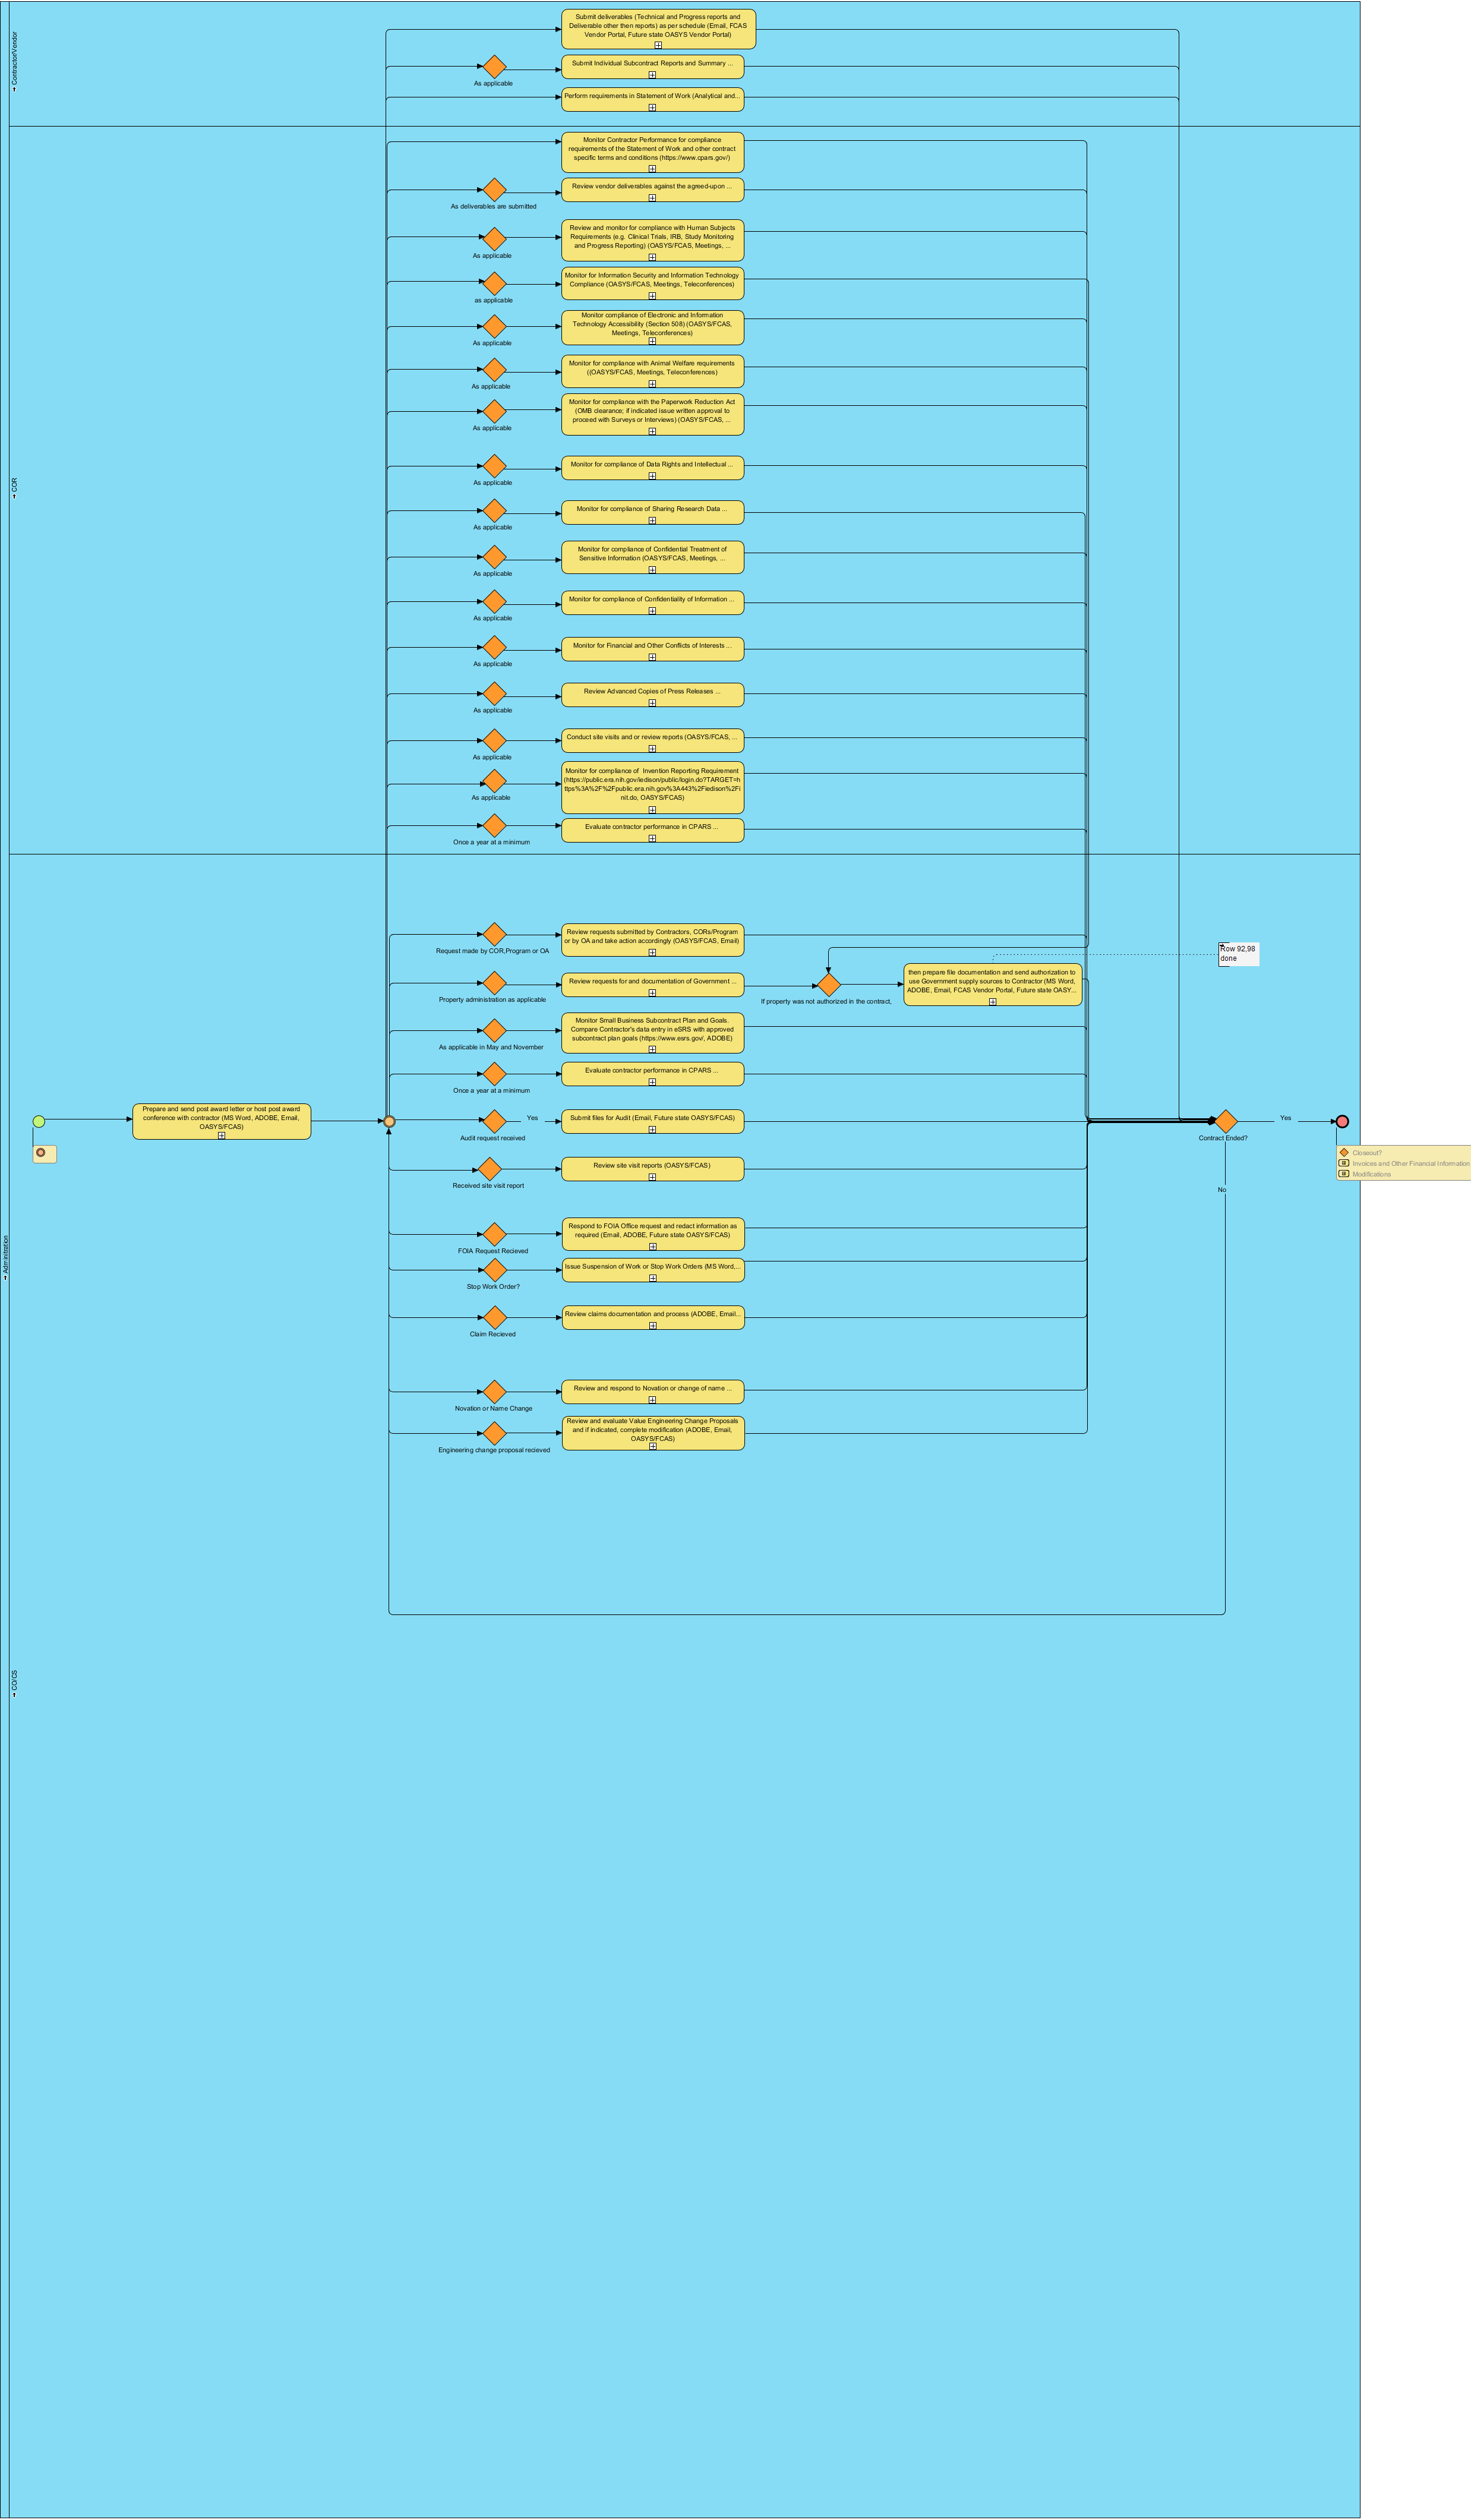 Contractor/Vendor
Submit deliverables (Technical and Progress reports and
Deliverable other then reports) as per schedule (Email, FCAS
Vendor Portal, Future state OASYS Vendor Portal)
As applicable
Submit Individual Subcontract Reports and Summary ...
Perform requirements in Statement of Work (Analytical and...
COR
Monitor Contractor Performance for compliance
requirements of the Statement of Work and other contract
specific terms and conditions (https://www.cpars.gov/)
As deliverables are submitted
Review vendor deliverables against the agreed-upon ...
As applicable
Review and monitor for compliance with Human Subjects
Requirements (e.g. Clinical Trials, IRB, Study Monitoring
and Progress Reporting) (OASYS/FCAS, Meetings, ...
as applicable
Monitor for Information Security and Information Technology
Compliance (OASYS/FCAS, Meetings, Teleconferences)
As applicable
Monitor compliance of Electronic and Information
Technology Accessibility (Section 508) (OASYS/FCAS,
Meetings, Teleconferences)
As applicable
Monitor for compliance with Animal Welfare requirements
((OASYS/FCAS, Meetings, Teleconferences)
As applicable
Monitor for compliance with the Paperwork Reduction Act
(OMB clearance; if indicated issue written approval to
proceed with Surveys or Interviews) (OASYS/FCAS, ...
As applicable
Monitor for compliance of Data Rights and Intellectual ...
As applicable
Monitor for compliance of Sharing Research Data ...
As applicable
Monitor for compliance of Confidential Treatment of
Sensitive Information (OASYS/FCAS, Meetings, ...
As applicable
Monitor for compliance of Confidentiality of Information ...
As applicable
Monitor for Financial and Other Conflicts of Interests ...
As applicable
Review Advanced Copies of Press Releases ...
As applicable
Conduct site visits and or review reports (OASYS/FCAS, ...
As applicable
Monitor for compliance of Invention Reporting Requirement
(https://public.era.nih.gov/iedison/public/login.do?TARGET=h
ttps%3A%2F%2Fpublic.era.nih.gov%3A443%2Fiedison%2Fi
nit.do, OASYS/FCAS)
Once a year at a minimum
Evaluate contractor performance in CPARS ...
Adminitration
CO/CS
Request made by COR,Program or OA
Review requests submitted by Contractors, CORs/Program
or by OA and take action accordingly (OASYS/FCAS, Email)
Row 92,98
done
Property administration as applicable
Review requests for and documentation of Government ...
If property was not authorized in the contract,
then prepare file documentation and send authorization to
use Government supply sources to Contractor (MS Word,
ADOBE, Email, FCAS Vendor Portal, Future state OASY...
As applicable in May and November
Monitor Small Business Subcontract Plan and Goals.
Compare Contractor's data entry in eSRS with approved
subcontract plan goals (https://www.esrs.gov/, ADOBE)
Once a year at a minimum
Evaluate contractor performance in CPARS ...
Prepare and send post award letter or host post award
conference with contractor (MS Word, ADOBE, Email,
OASYS/FCAS)
Audit request received
Yes
Submit files for Audit (Email, Future state OASYS/FCAS)
Contract Ended?
Yes
No
Closeout?
Invoices and Other Financial Information
Modifications
Received site visit report
Review site visit reports (OASYS/FCAS)
FOIA Request Recieved
Respond to FOIA Office request and redact information as
required (Email, ADOBE, Future state OASYS/FCAS)
Stop Work Order?
Issue Suspension of Work or Stop Work Orders (MS Word,...
Claim Recieved
Review claims documentation and process (ADOBE, Email...
Novation or Name Change
Review and respond to Novation or change of name ...
Engineering change proposal recieved
Review and evaluate Value Engineering Change Proposals
and if indicated, complete modification (ADOBE, Email,
OASYS/FCAS)